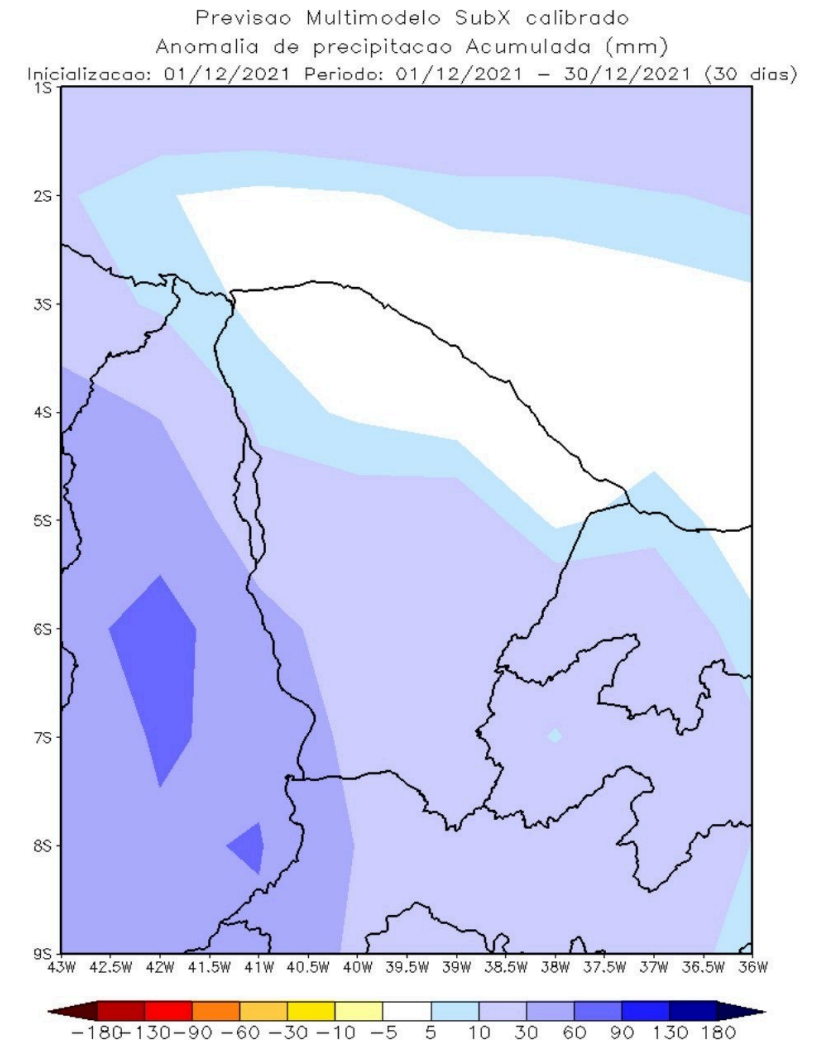 Previsao Multimodelo SubX calibrado
Anomalia de precipitacao Acumulada (mm)
Inicializacao: 01/12/2021 Periodo: 01/12/2021 – 30/12/2021 (30 dias)
1S
2S
3S
4S
5S
6S
7S
8S
9S
43W 42.5W 42W 41.5W 41W 40.5W 40W 39.5W 39W 38.5W 38W 37.5W 37W 36.5W 36W
−180 −130 −90 −60 −30 −10 −5 5 10 30 60 90 130 180